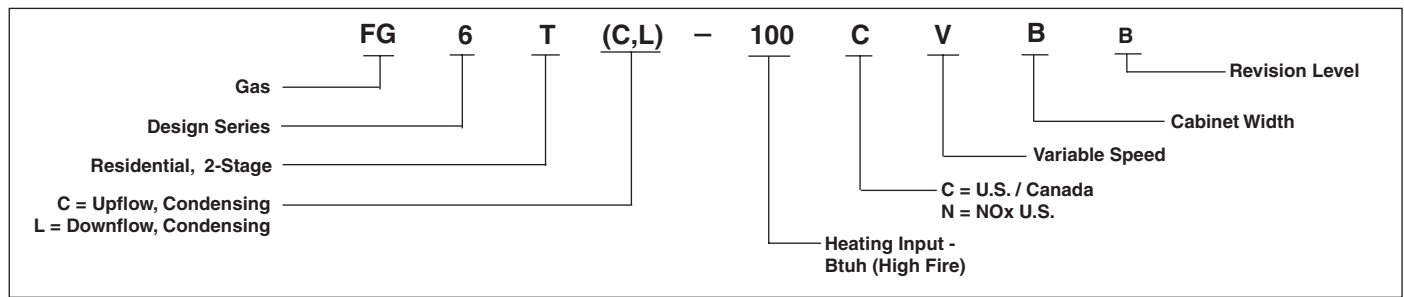 FG 6 T (C,L) – 100 C V B B
Revision Level
Gas
Cabinet Width
Design Series
Variable Speed
Residential, 2-Stage
C = U.S. / Canada
N = NOx U.S.
C = Upflow, Condensing
L = Downflow, Condensing
Heating Input -
Btuh (High Fire)